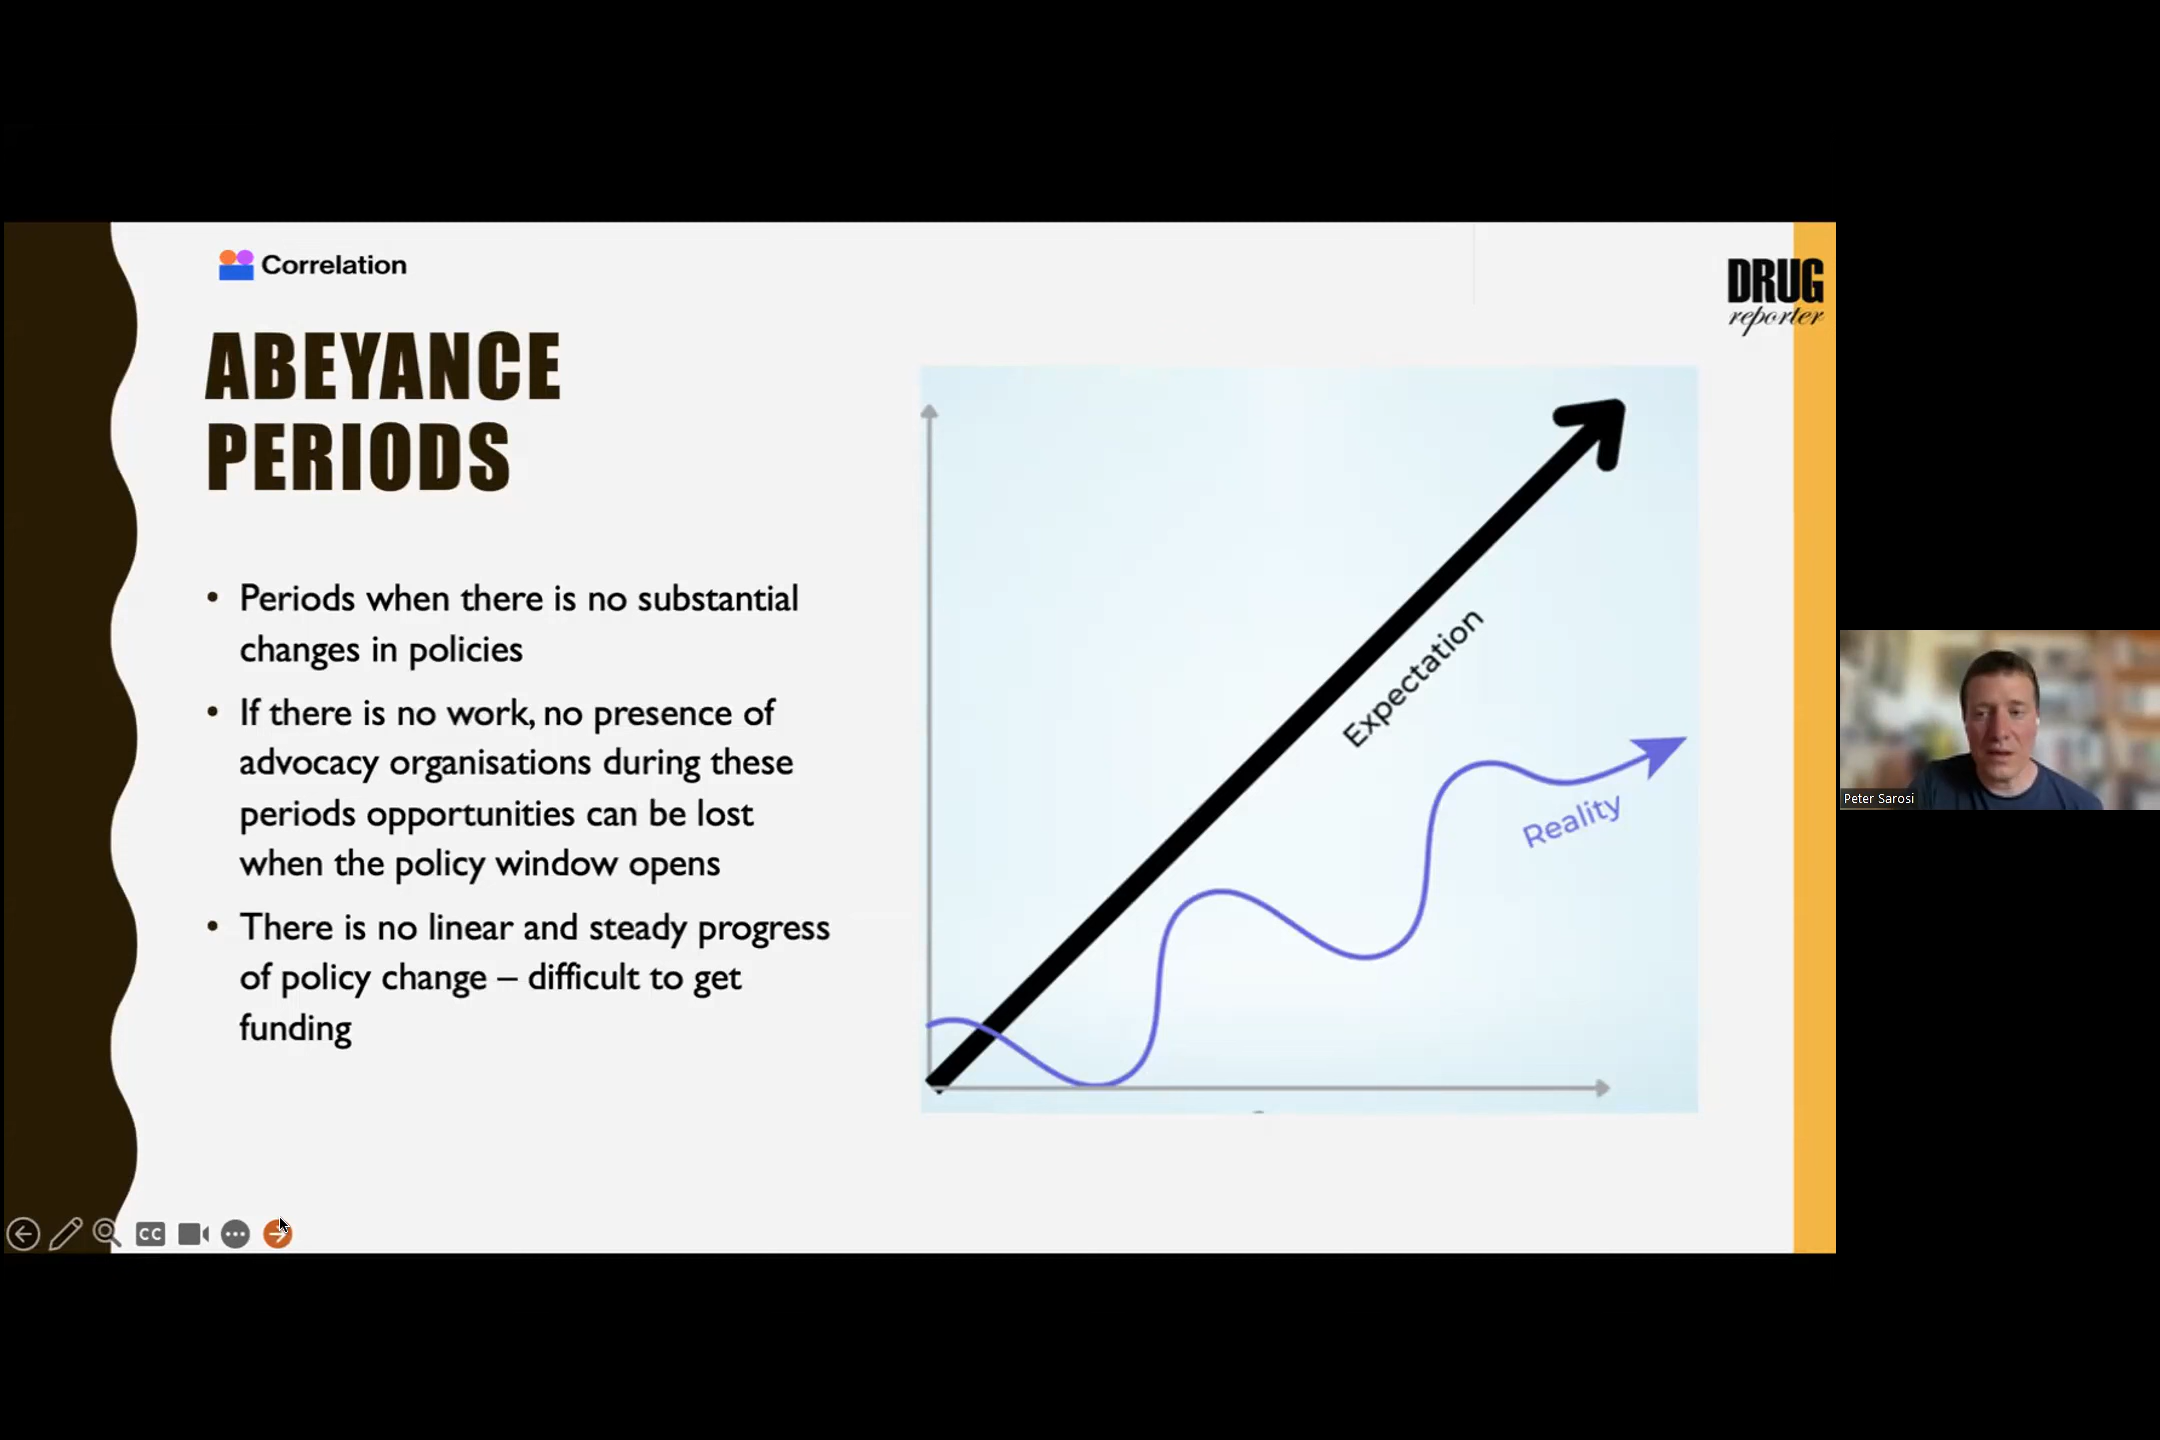 Correlation
DRUG
reporter
ABEYANCE
PERIODS
• Periods when there is no substantial
changes in policies
• If there is no work, no presence of
advocacy organisations during these
periods opportunities can be lost
when the policy window opens
• There is no linear and steady progress
of policy change – difficult to get
funding
Expectation
Reality
CC
Peter Sarosi